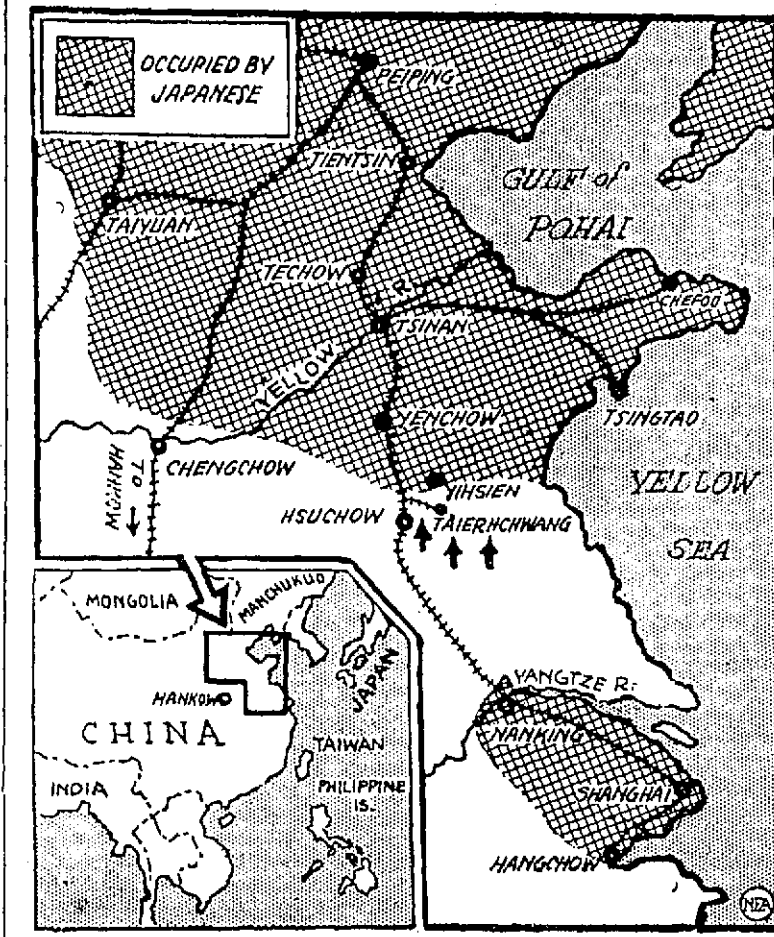 OCCUPIED BY
JAPANESE
PEIPING
TIENTSIN
GULF of
POHAI
TAIYUAN
TECHOW
CHEFOO
TSINAN
YELLOW R.
YENCHOW
TSINGTAO
CHENGCHOW
TO
HANKOW
YIHSIEN
YELLOW
SEA
HSUCHOW
TAIERHCHWANG
MONGOLIA
MANCHUKUO
YANGTZE R.
HANKOW
JAPAN
CHINA
NANKING
TAIWAN
INDIA
PHILIPPINE
IS.
SHANGHAI
HANGCHOW
NEA